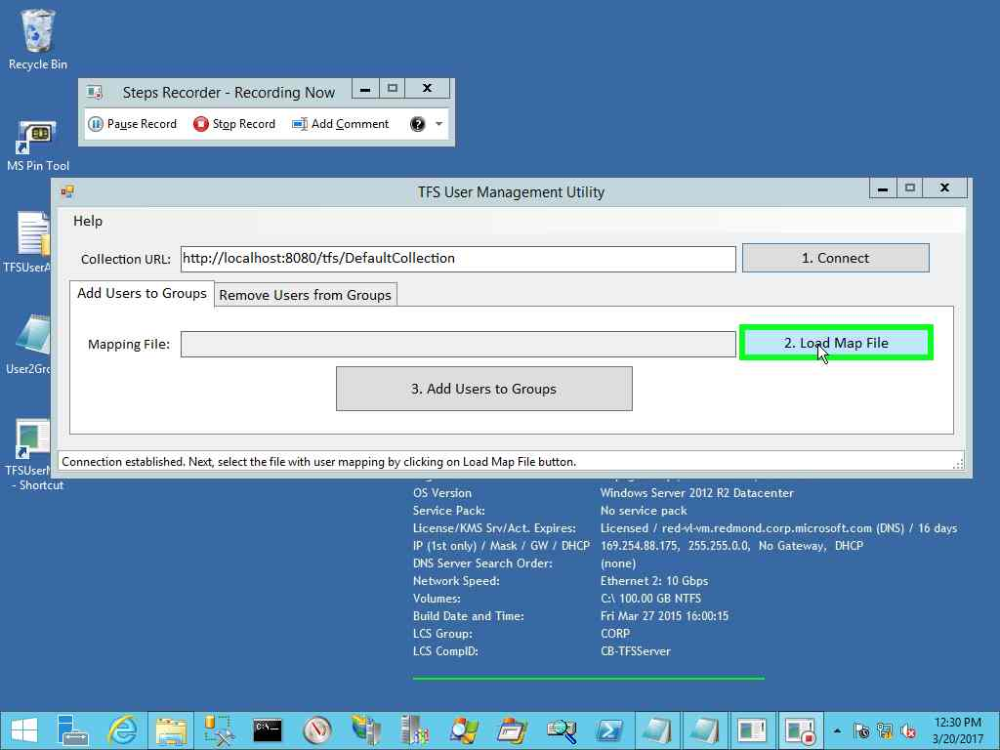 Recycle Bin
Steps Recorder - Recording Now
Pause Record
Stop Record
Add Comment
MS Pin Tool
TFS User Management Utility
Help
Collection URL:
http://localhost:8080/tfs/DefaultCollection
1. Connect
Add Users to Groups
Remove Users from Groups
Mapping File:
2. Load Map File
3. Add Users to Groups
Connection established. Next, select the file with user mapping by clicking on Load Map File button.
TFSUserA
User2Gro
TFSUserM
- Shortcut
OS Version Windows Server 2012 R2 Datacenter
Service Pack: No service pack
License/KMS Srv/Act. Expires: Licensed / red-vl-vm.redmond.corp.microsoft.com (DNS) / 16 days
IP (1st only) / Mask / GW / DHCP 169.254.88.175, 255.255.0.0, No Gateway, DHCP
DNS Server Search Order: (none)
Network Speed: Ethernet 2: 10 Gbps
Volumes: C:\ 100.00 GB NTFS
Build Date and Time: Fri Mar 27 2015 16:00:15
LCS Group: CORP
LCS CompID: CB-TFSServer
12:30 PM
3/20/2017